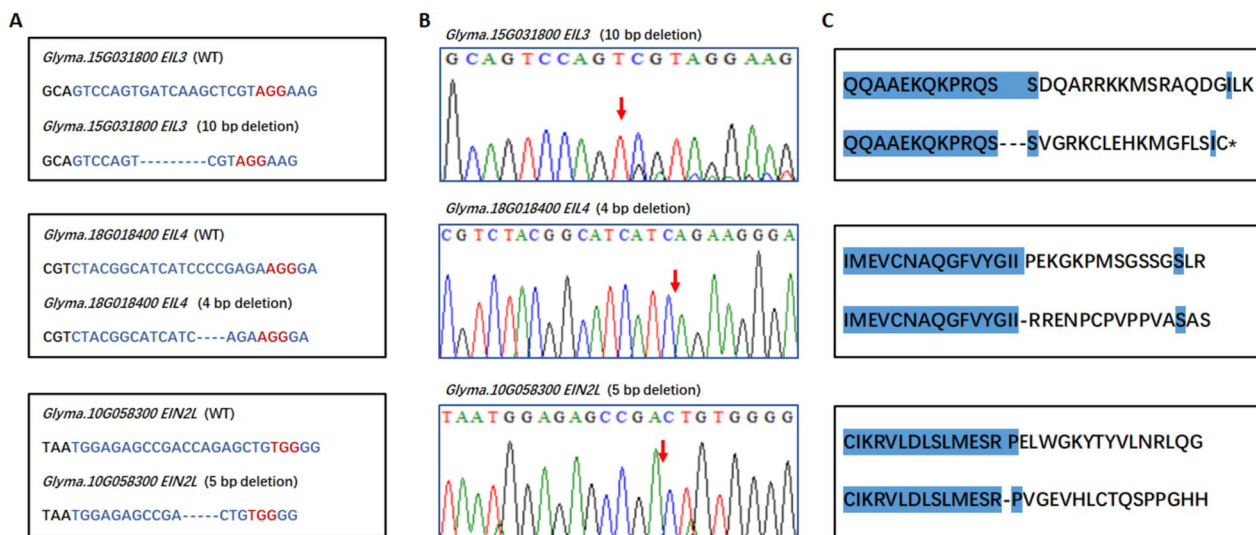 A
Glyma.15G031800 EIL3 (WT)
GCAGTCCAGTGATCAAGCTCGTAGGAAG
Glyma.15G031800 EIL3 (10 bp deletion)
GCAGTCCAGT---------CGTAGGAAG
Glyma.18G018400 EIL4 (WT)
CGTCTACGGCATCATCCCCGAGAAGGGA
Glyma.18G018400 EIL4 (4 bp deletion)
CGTCTACGGCATCATC----AGAAGGGA
Glyma.10G058300 EIN2L (WT)
TAATGGAGAGCCGACCAGAGCTGTGGGG
Glyma.10G058300 EIN2L (5 bp deletion)
TAATGGAGAGCCGA-----CTGTGGGG
B
Glyma.15G031800 EIL3 (10 bp deletion)
GCAGTCCAGTCGTAGGAAG
Glyma.18G018400 EIL4 (4 bp deletion)
CGTCTACGGCATCATCAGAAGGGA
Glyma.10G058300 EIN2L (5 bp deletion)
TAATGGAGAGCCGACTGTGGGG
C
QQAAEKQKPRQS SDQARRKKMSRAQDGILK
QQAAEKQKPRQS---SVGRKCLEHKMGFLSIC*
IMEVCNAQGFVYGII PEKGKPMSGSSGSLR
IMEVCNAQGFVYGII-RRENPCPVPPVASAS
CIKRVLDLSLMESR PELWGKYTYVLNRLQG
CIKRVLDLSLMESR-PVGEVHLCTQSPPGHH